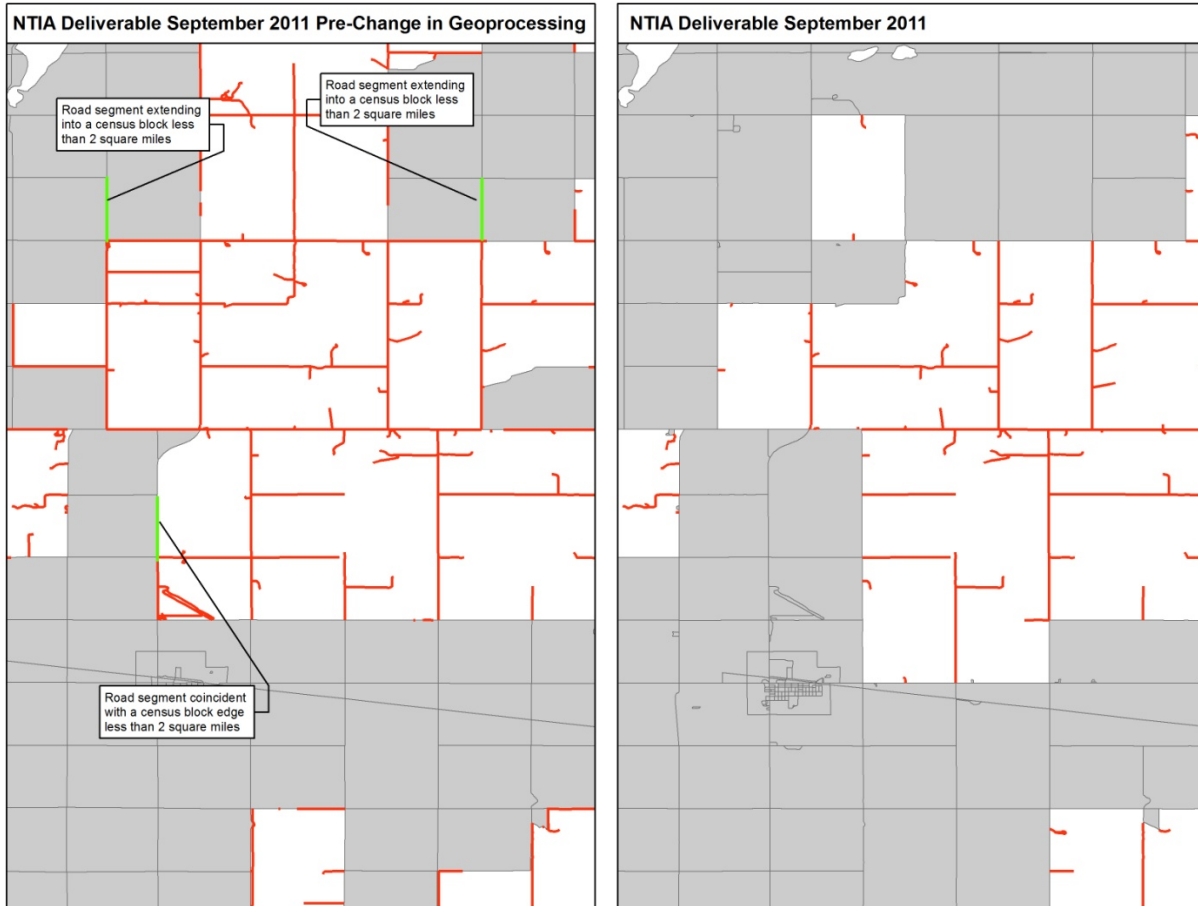 NTIA Deliverable September 2011 Pre-Change in Geoprocessing
Road segment extending
into a census block less
than 2 square miles
Road segment extending
into a census block less
than 2 square miles
Road segment coincident
with a census block edge
less than 2 square miles
NTIA Deliverable September 2011